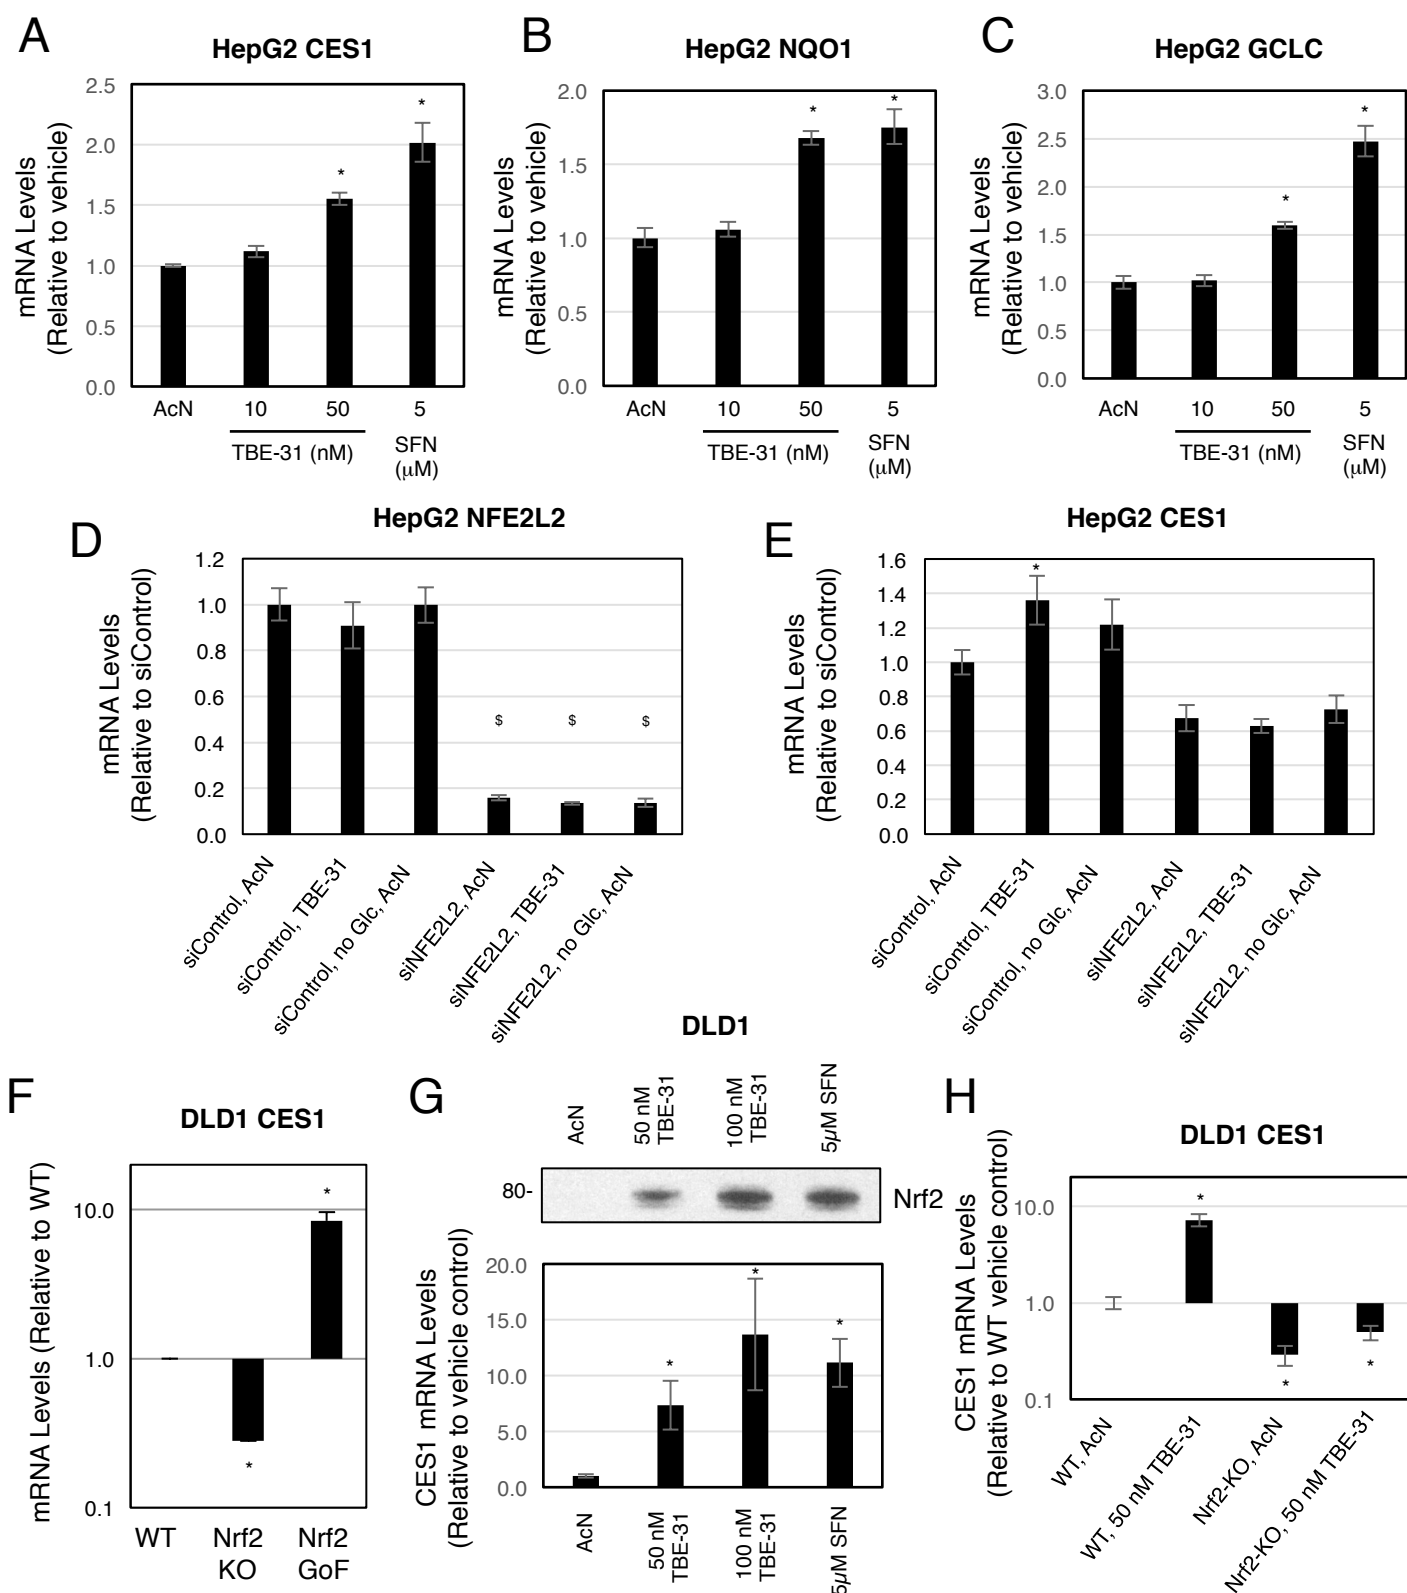 A
HepG2 CES1
mRNA Levels
(Relative to vehicle)
2.5
2.0
1.5
1.0
0.5
0.0
*
*
AcN
10
50
5
TBE-31 (nM)
SFN
(µM)
B
HepG2 NQO1
mRNA Levels
(Relative to vehicle)
2.0
1.5
1.0
0.5
0.0
*
*
AcN
10
50
5
TBE-31 (nM)
SFN
(µM)
C
HepG2 GCLC
mRNA Levels
(Relative to vehicle)
3.0
2.5
2.0
1.5
1.0
0.5
0.0
*
*
AcN
10
50
5
TBE-31 (nM)
SFN
(µM)
D
HepG2 NFE2L2
mRNA Levels
(Relative to siControl)
1.2
1.0
0.8
0.6
0.4
0.2
0.0
$
$
$
siControl, AcN
siControl, TBE-31
siControl, no Glc, AcN
siNFE2L2, AcN
siNFE2L2, TBE-31
siNFE2L2, no Glc, AcN
E
HepG2 CES1
mRNA Levels
(Relative to siControl)
1.6
1.4
1.2
1.0
0.8
0.6
0.4
0.2
0.0
*
siControl, AcN
siControl, TBE-31
siControl, no Glc, AcN
siNFE2L2, AcN
siNFE2L2, TBE-31
siNFE2L2, no Glc, AcN
F
DLD1 CES1
mRNA Levels (Relative to WT)
10.0
1.0
0.1
*
*
WT
Nrf2
KO
Nrf2
GoF
G
DLD1
AcN
50 nM
TBE-31
100 nM
TBE-31
5µM SFN
80-
Nrf2
CES1 mRNA Levels
(Relative to vehicle control)
20.0
15.0
10.0
5.0
0.0
*
*
*
AcN
50 nM
TBE-31
100 nM
TBE-31
5µM SFN
H
DLD1 CES1
CES1 mRNA Levels
(Relative to WT vehicle control)
10.0
1.0
0.1
*
*
*
WT, AcN
WT, 50 nM TBE-31
Nrf2-KO, AcN
Nrf2-KO, 50 nM TBE-31